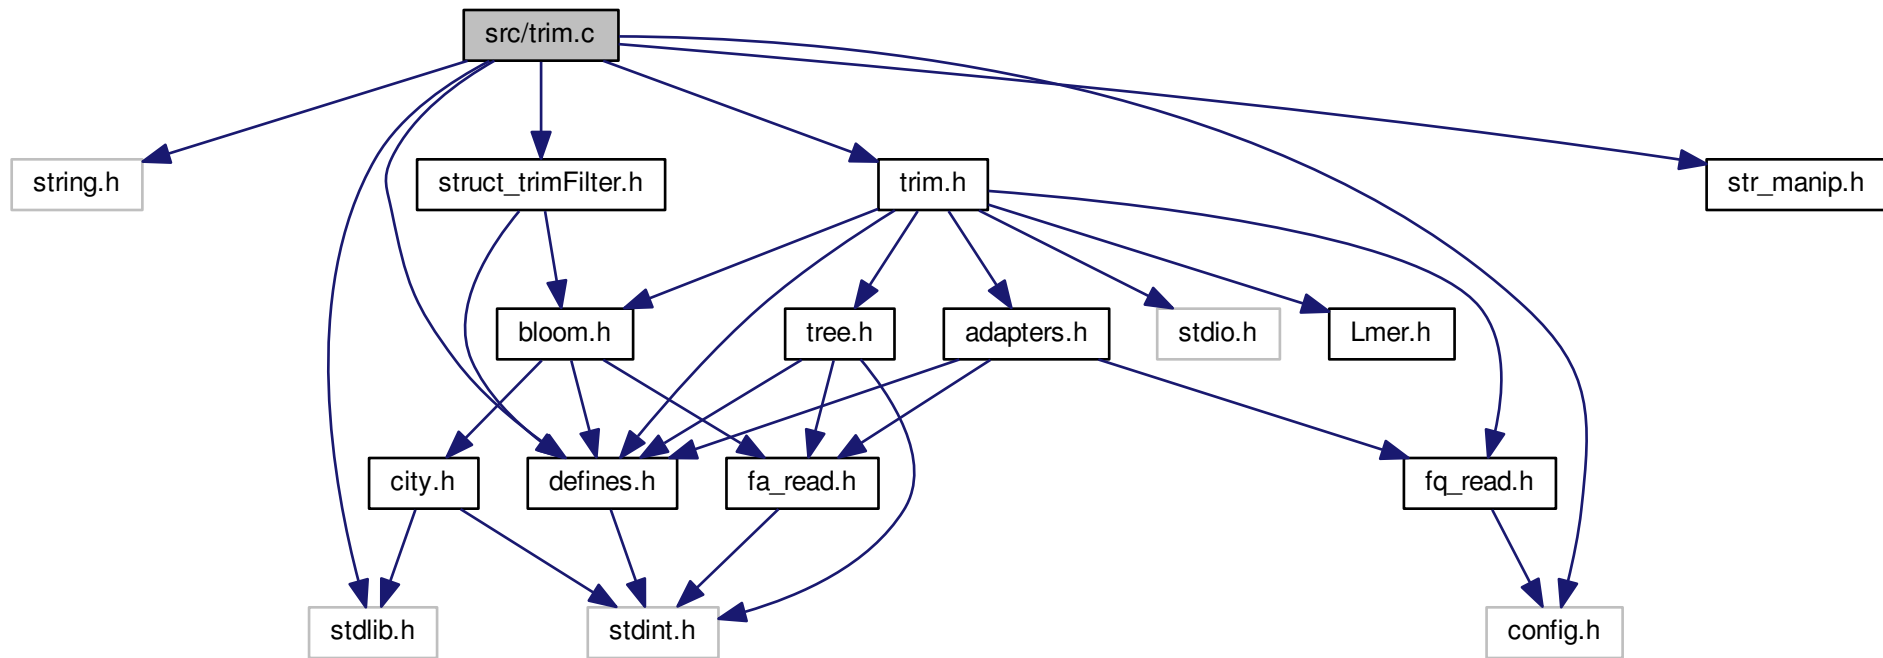 src/trim.c
string.h
struct_trimFilter.h
trim.h
str_manip.h
bloom.h
tree.h
adapters.h
stdio.h
Lmer.h
city.h
defines.h
fa_read.h
fq_read.h
stdlib.h
stdint.h
config.h